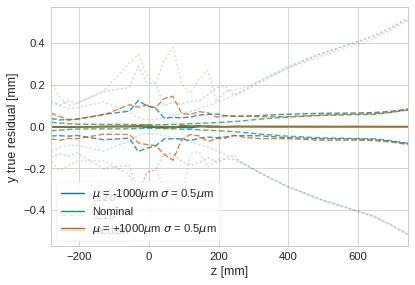 0.4
0.2
0.0
−0.2
−0.4
y true residual [mm]
μ = -1000μm σ = 0.5μm
Nominal
μ = +1000μm σ = 0.5μm
−200 0 200 400 600
z [mm]